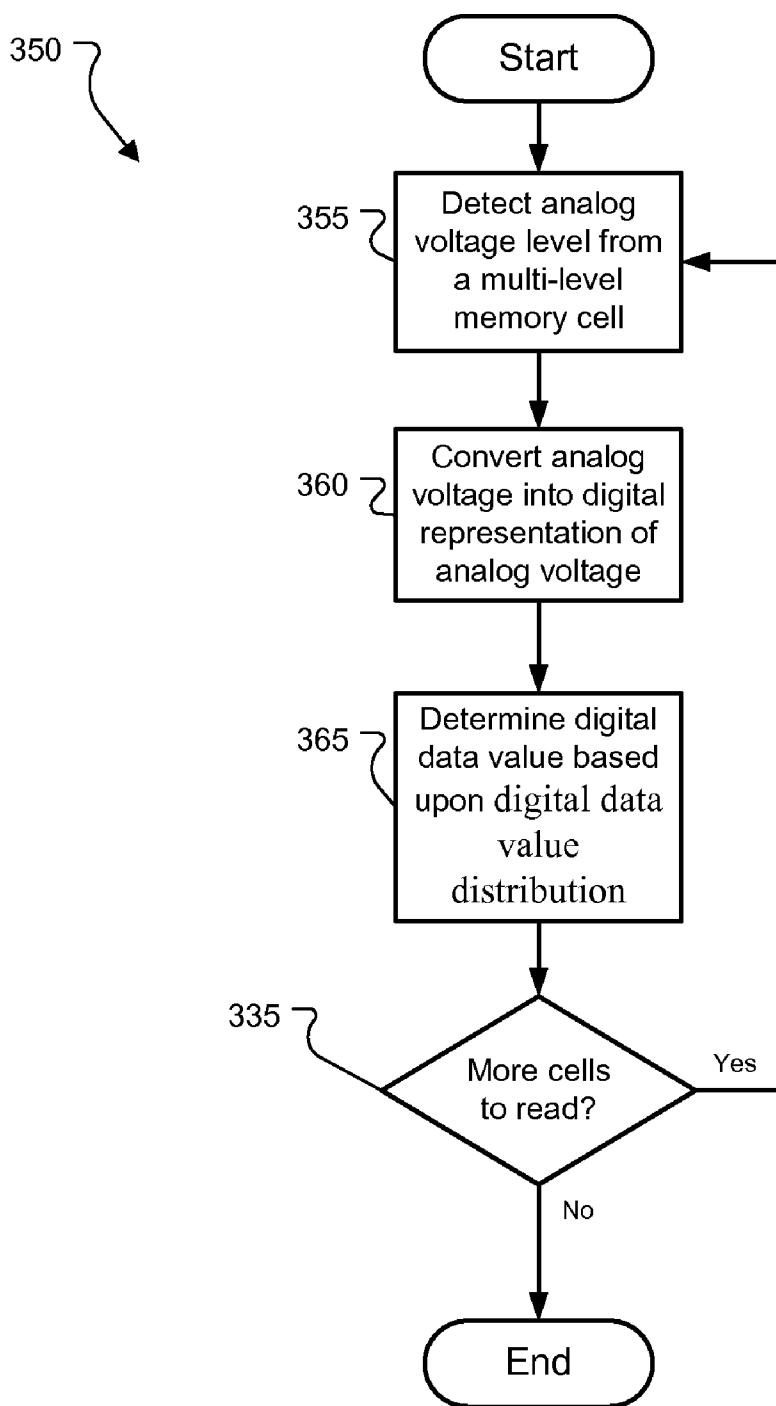 350
Start
355
Detect analog
voltage level from
a multi-level
memory cell
360
Convert analog
voltage into digital
representation of
analog voltage
365
Determine digital
data value based
upon digital data
value
distribution
335
More cells
to read?
Yes
No
End